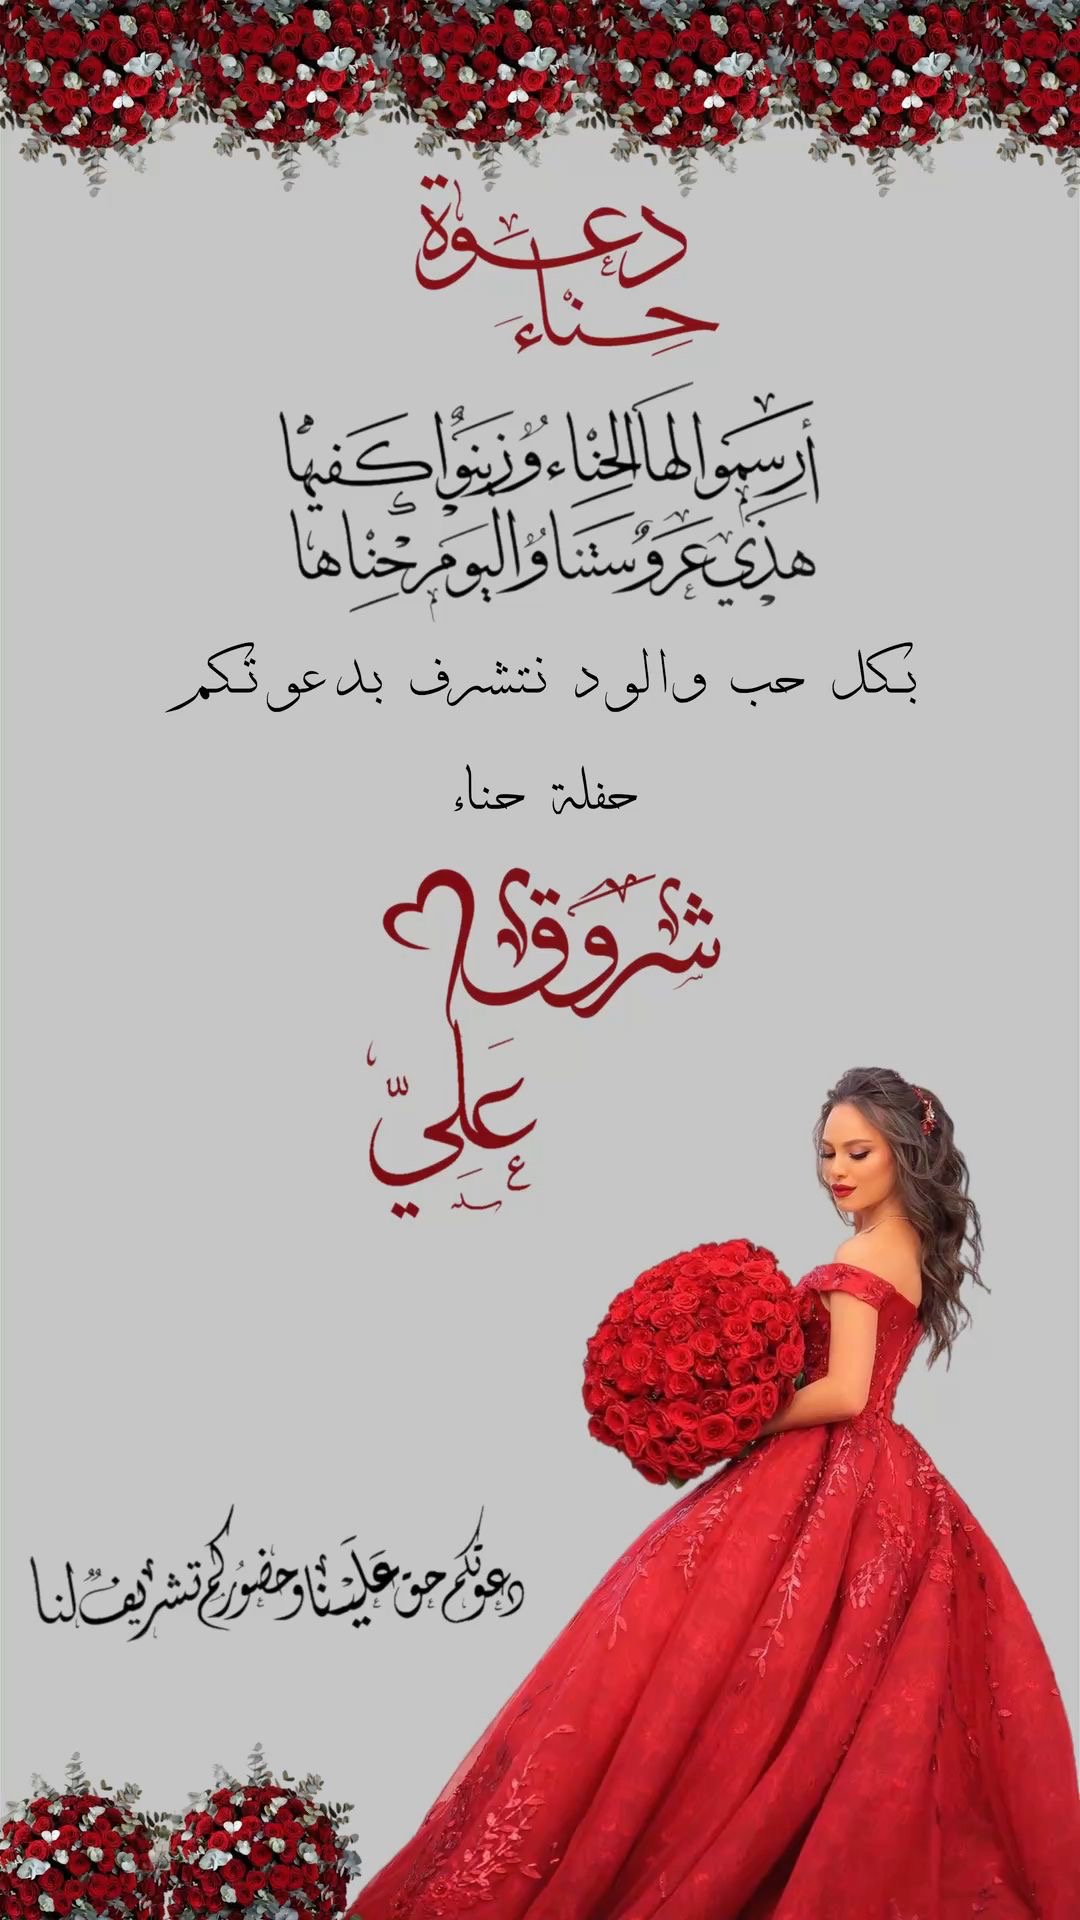 دعوة
حناء
أرسموا لها الحناء وزينوا كفيها
هذي عروستنا واليوم حناها
بكل حب والود نتشرف بدعوتكم
حفلة حناء
شروق
علي
دعوتكم حق علينا وحضوركم تشريف لنا